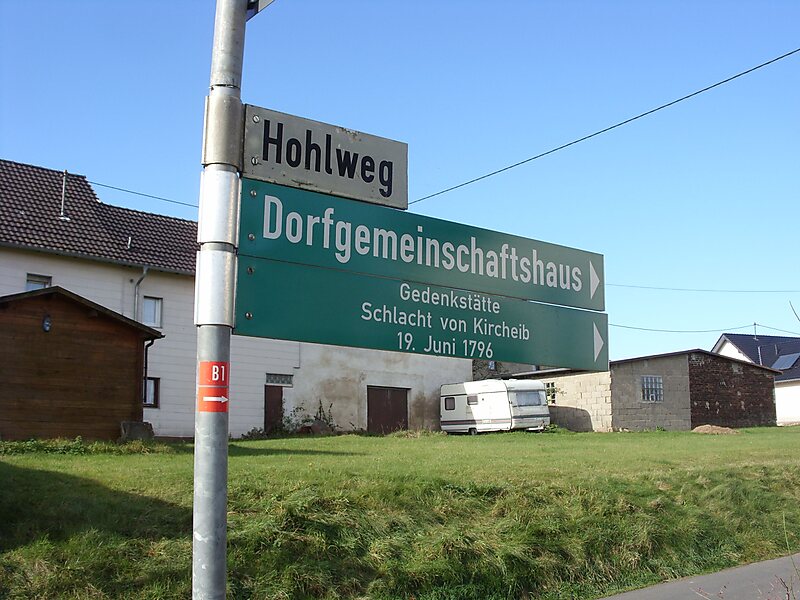 Hohlweg
Dorfgemeinschaftshaus
Gedenkstätte
Schlacht von Kircheib
19. Juni 1796
B1